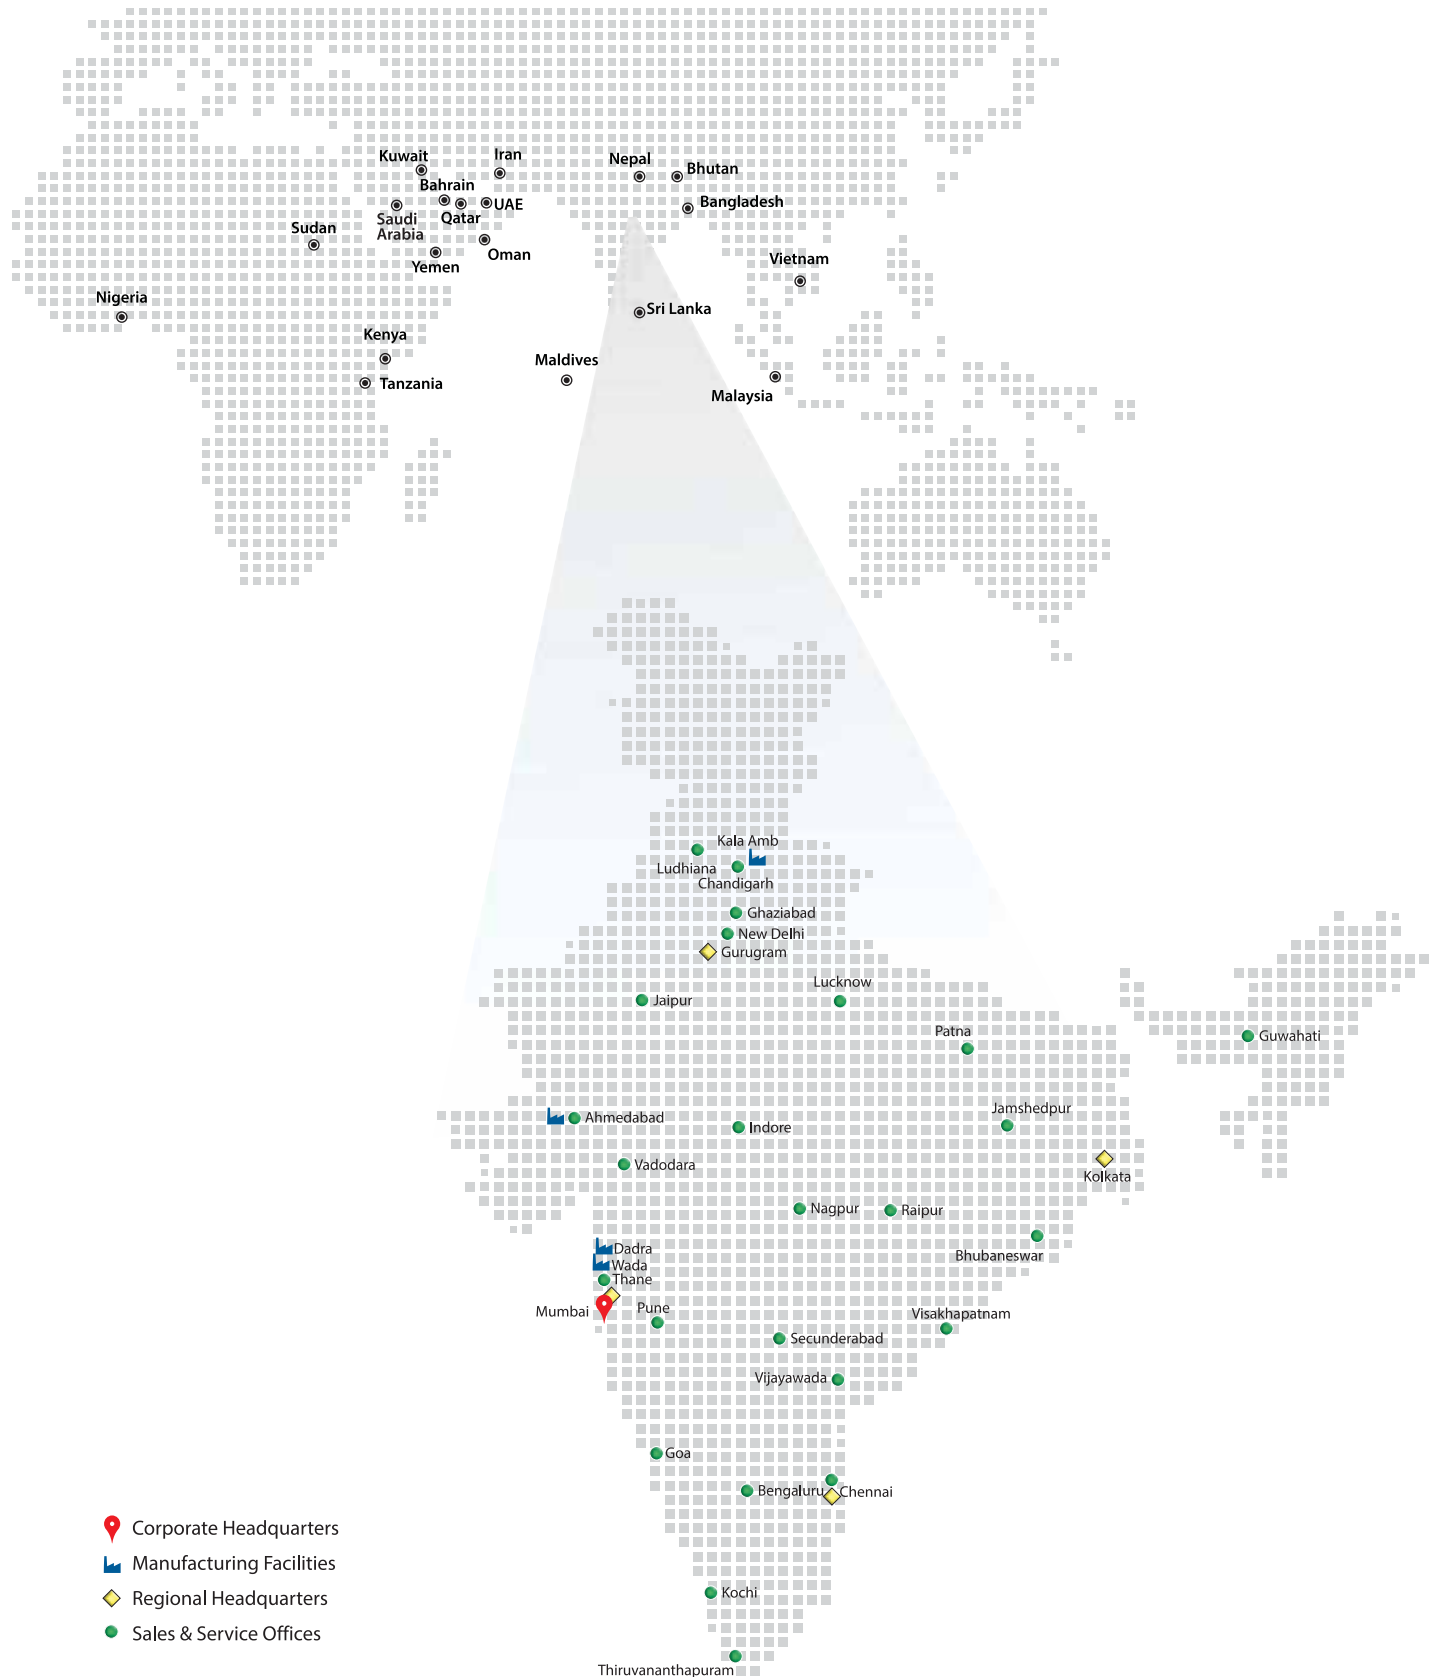 Kuwait
Iran
Nepal
Bhutan
Bahrain
Saudi
Arabia
Qatar
UAE
Bangladesh
Sudan
Yemen
Oman
Vietnam
Nigeria
Sri Lanka
Kenya
Maldives
Tanzania
Malaysia
Kala Amb
Ludhiana
Chandigarh
Ghaziabad
New Delhi
Gurugram
Lucknow
Jaipur
Patna
Guwahati
Jamshedpur
Ahmedabad
Indore
Vadodara
Kolkata
Nagpur
Raipur
Dadra
Bhubaneswar
Wada
Thane
Mumbai
Pune
Visakhapatnam
Secunderabad
Vijayawada
Goa
Bengaluru
Chennai
Corporate Headquarters
Manufacturing Facilities
Regional Headquarters
Sales & Service Offices
Kochi
Thiruvananthapuram